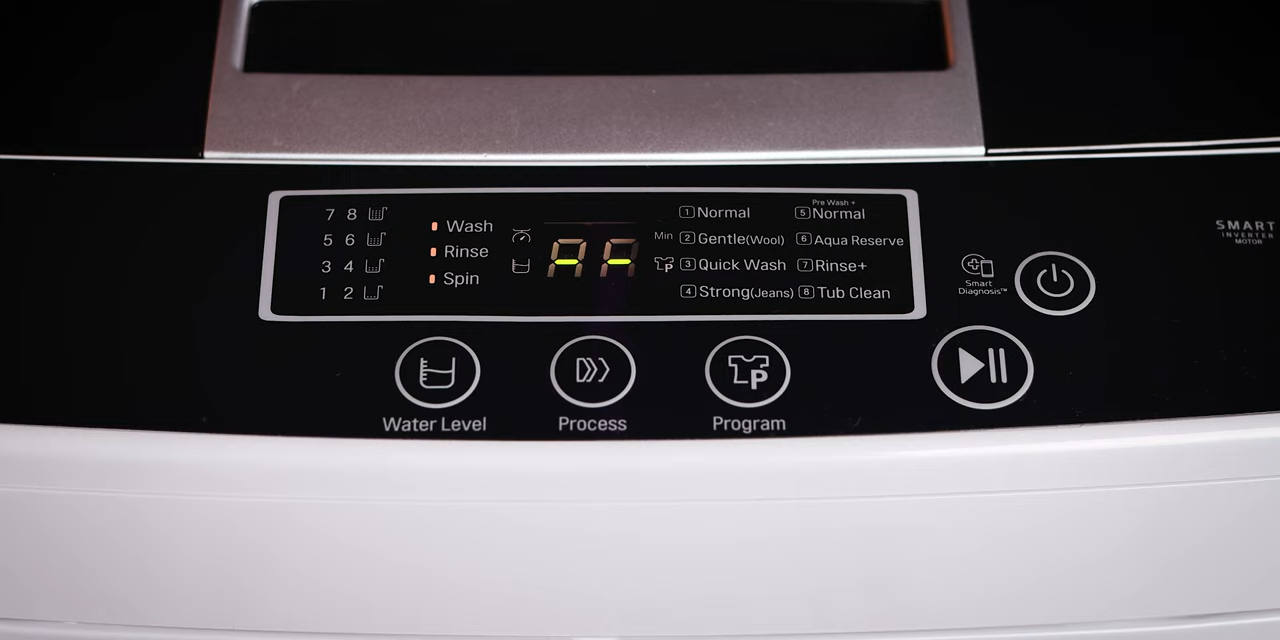 7 8
5 6
3 4
1 2
Wash
Rinse
Spin
--
Min
1 Normal
2 Gentle(Wool)
3 Quick Wash
4 Strong(Jeans)
Pre Wash +
5 Normal
6 Aqua Reserve
7 Rinse+
8 Tub Clean
P
Smart
Diagnosis™
SMART
INVERTER
MOTOR
Water Level
Process
P
Program